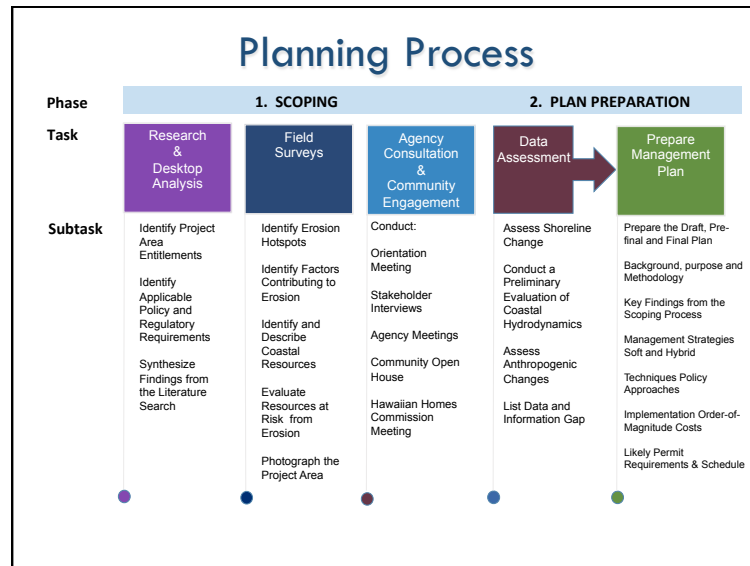 Planning Process
Phase
1. SCOPING
2. PLAN PREPARATION
Task
Research
&
Desktop
Analysis
Field
Surveys
Agency
Consultation
&
Community
Engagement
Data
Assessment
Prepare
Management
Plan
Subtask
Identify Project
Area
Entitlements
Identify
Applicable
Policy and
Regulatory
Requirements
Synthesize
Findings from
the Literature
Search
Identify Erosion
Hotspots
Identify Factors
Contributing to
Erosion
Identify and
Describe
Coastal
Resources
Evaluate
Resources at
Risk from
Erosion
Photograph the
Project Area
Conduct:
Orientation
Meeting
Stakeholder
Interviews
Agency Meetings
Community Open
House
Hawaiian Homes
Commission
Meeting
Assess Shoreline
Change
Conduct a
Preliminary
Evaluation of
Coastal
Hydrodynamics
Assess
Anthropogenic
Changes
List Data and
Information Gap
Prepare the Draft, Pre-
final and Final Plan
Background, purpose and
Methodology
Key Findings from the
Scoping Process
Management Strategies
Soft and Hybrid
Techniques Policy
Approaches
Implementation Order-of-
Magnitude Costs
Likely Permit
Requirements & Schedule